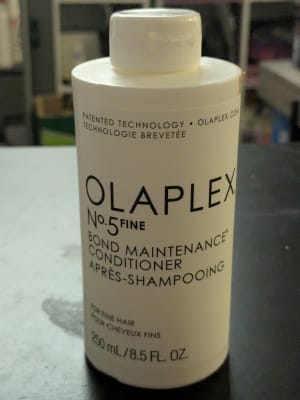 PATENTED TECHNOLOGY • OLAPLEX.CO
TECHNOLOGIE BREVETÉE
OLAPLEX
Nº.5FINE
BOND MAINTENANCE®
CONDITIONER
APRÈS-SHAMPOOING
FOR FINE HAIR
POUR CHEVEUX FINS
250 mL/8.5 FL. OZ.